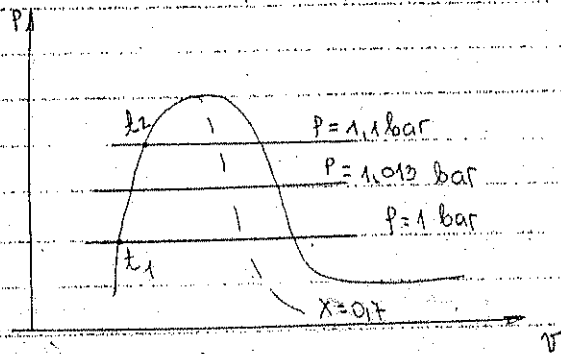 P
t2
P = 1,1 bar
P = 1,013 bar
P = 1 bar
t1
X = 0,7
v